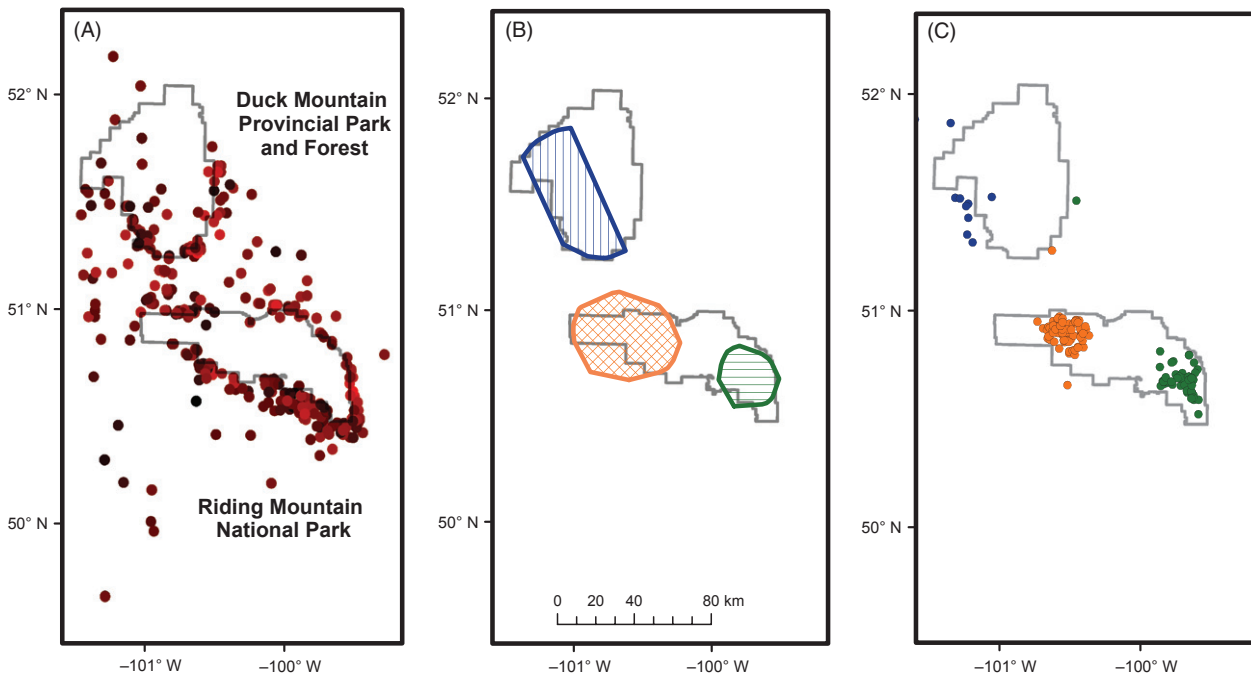 (A)
Duck Mountain
Provincial Park
and Forest
Riding Mountain
National Park
52° N
51° N
50° N
–101° W
–100° W
(B)
52° N
51° N
50° N
0 20 40 80 km
–101° W
–100° W
(C)
52° N
51° N
50° N
–101° W
–100° W